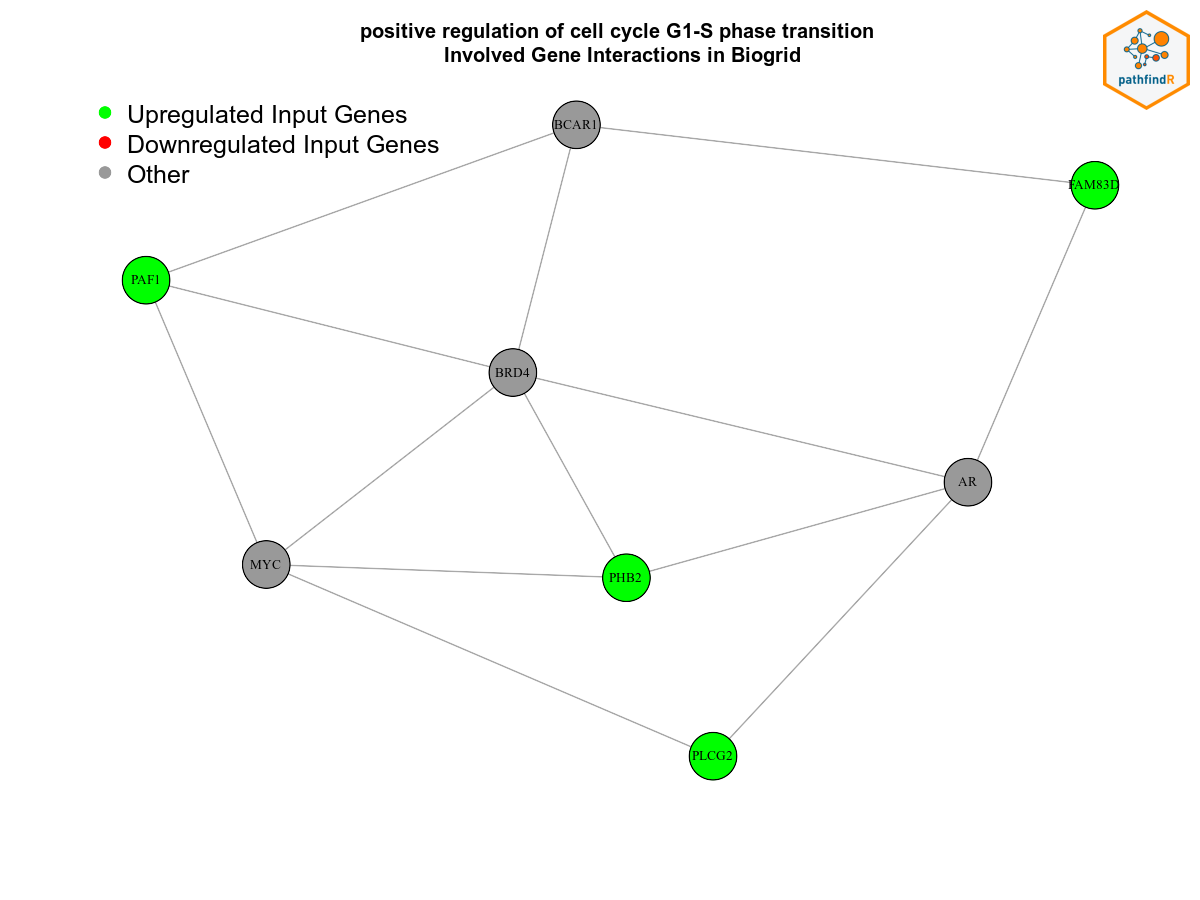 positive regulation of cell cycle G1-S phase transition
Involved Gene Interactions in Biogrid
pathfindR
Upregulated Input Genes
Downregulated Input Genes
Other
BCAR1
FAM83D
PAF1
BRD4
AR
MYC
PHB2
PLCG2